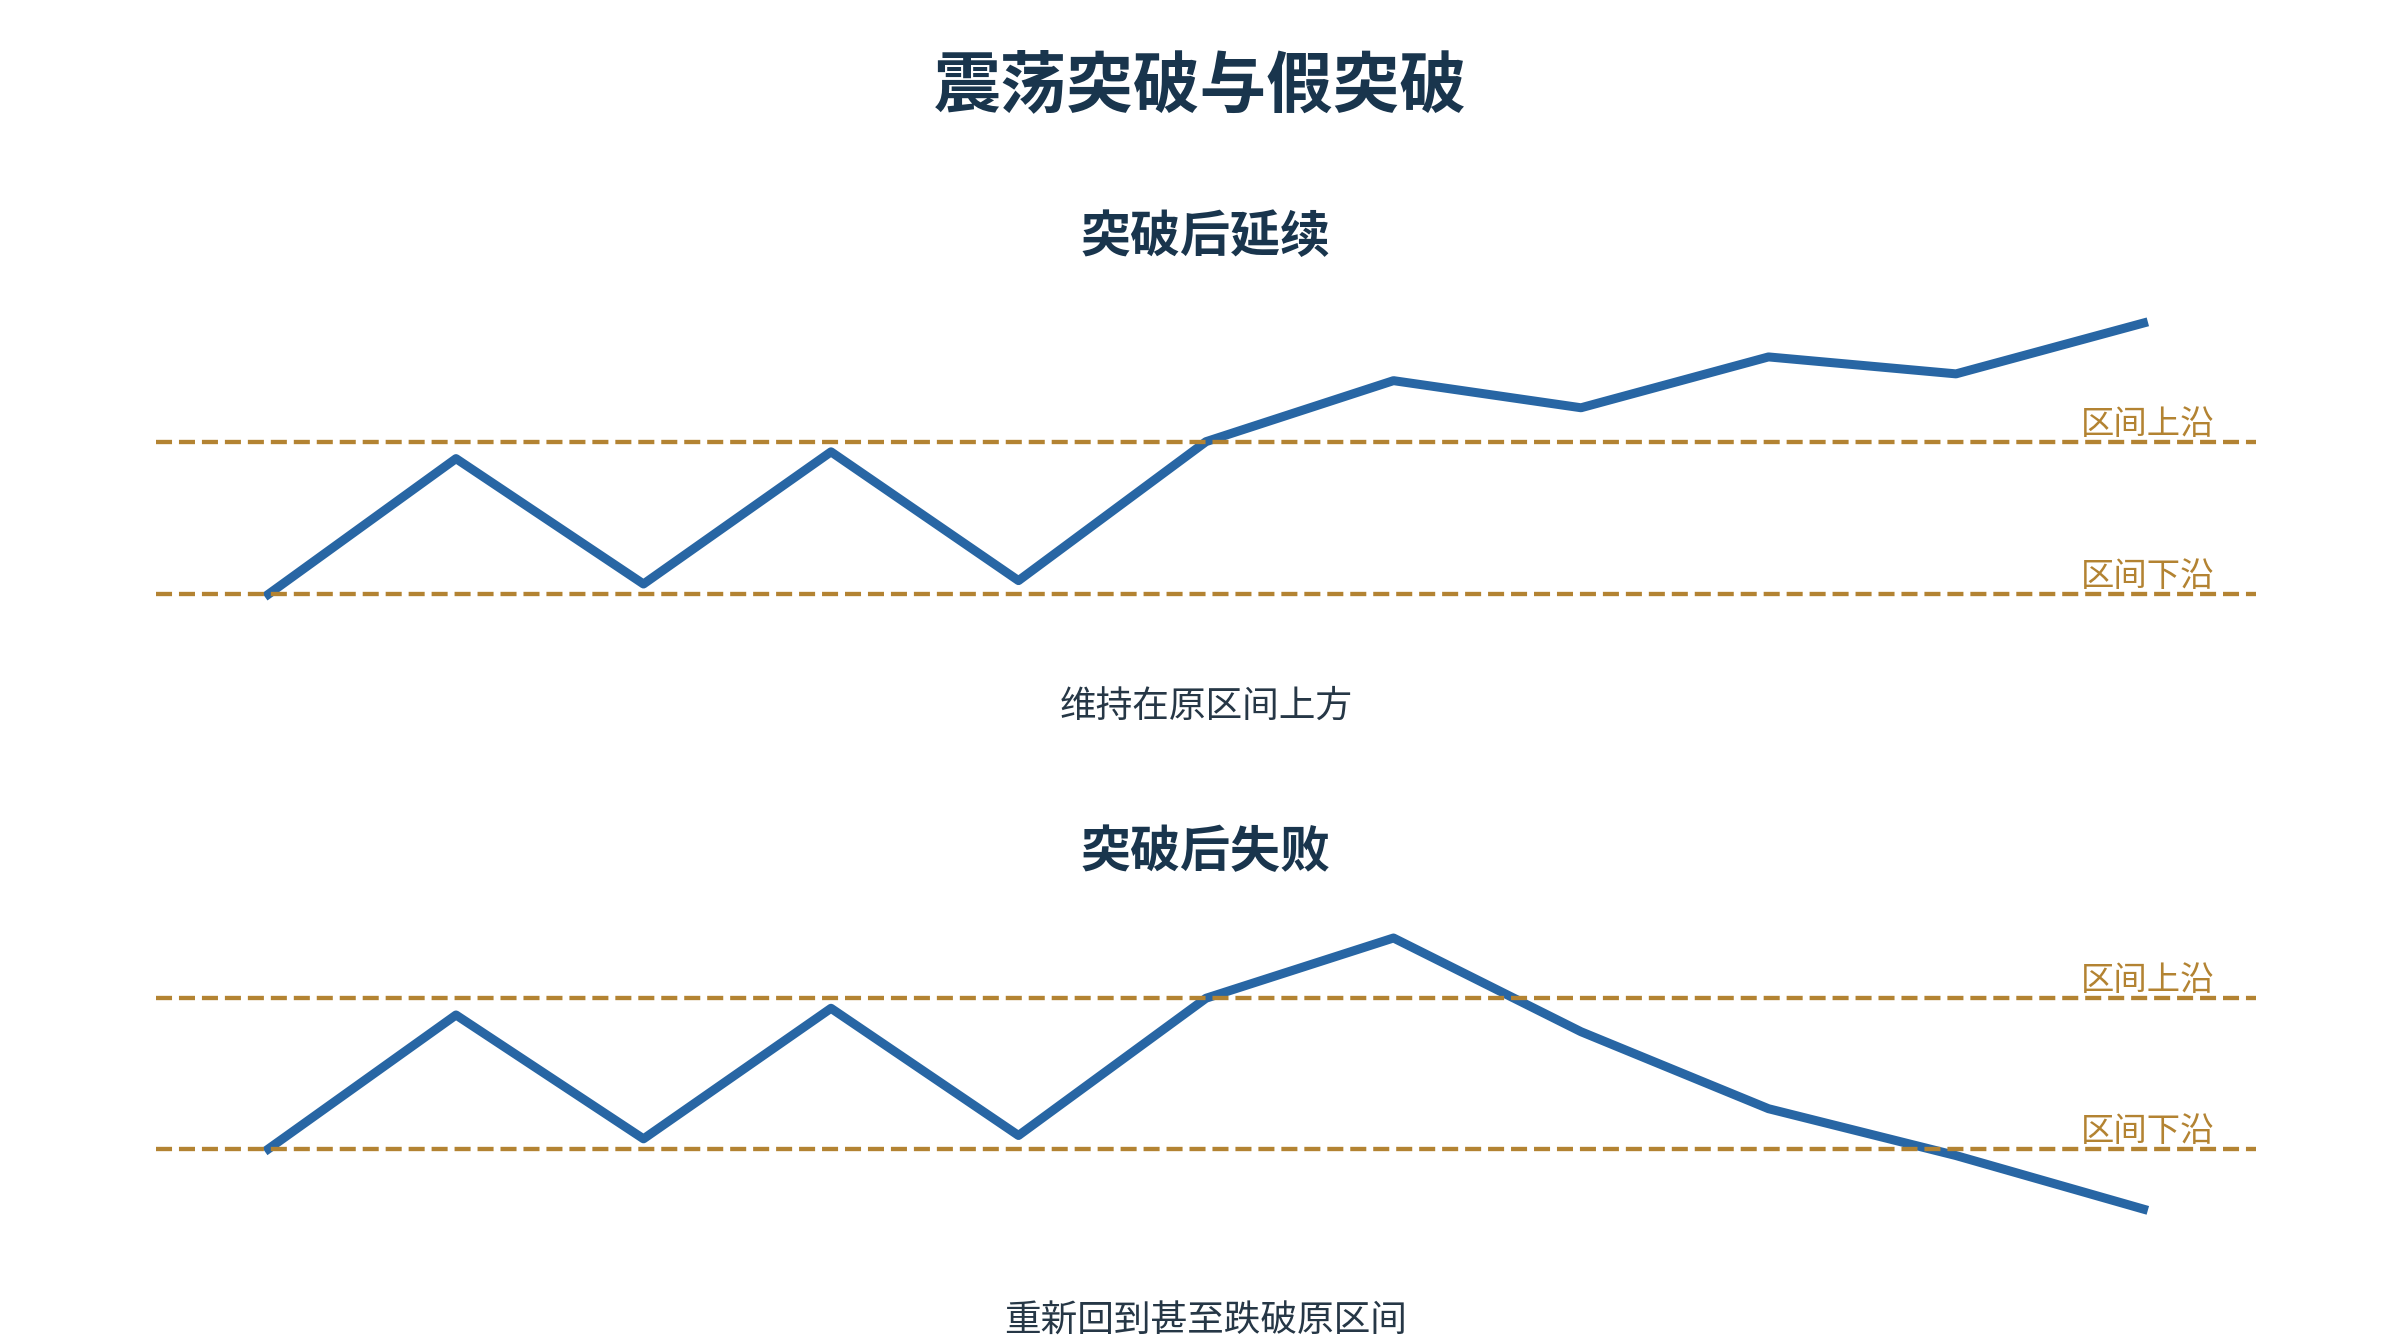 震荡突破与假突破
突破后延续
区间上沿
区间下沿
维持在原区间上方
突破后失败
区间上沿
区间下沿
重新回到甚至跌破原区间